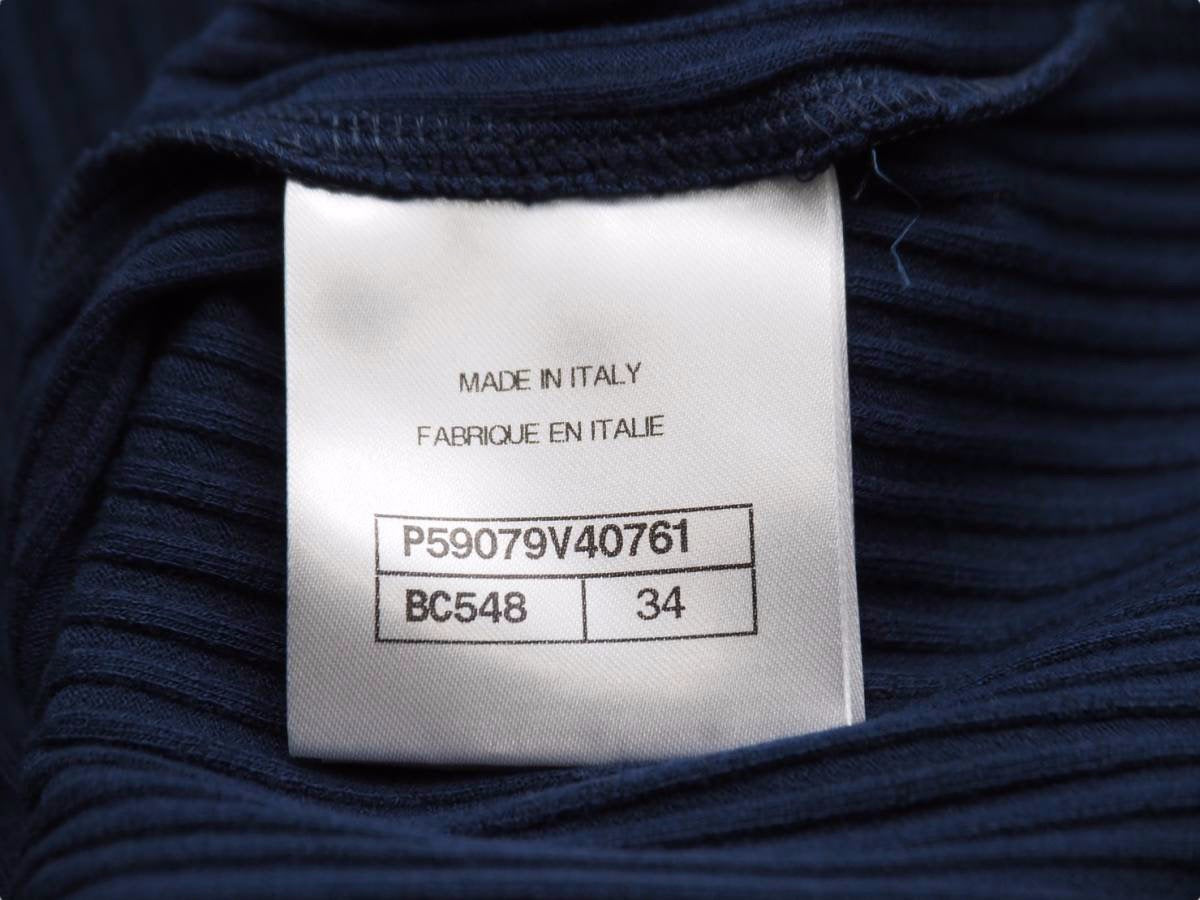 MADE IN ITALY
FABRIQUE EN ITALIE
P59079V40761
BC548 34